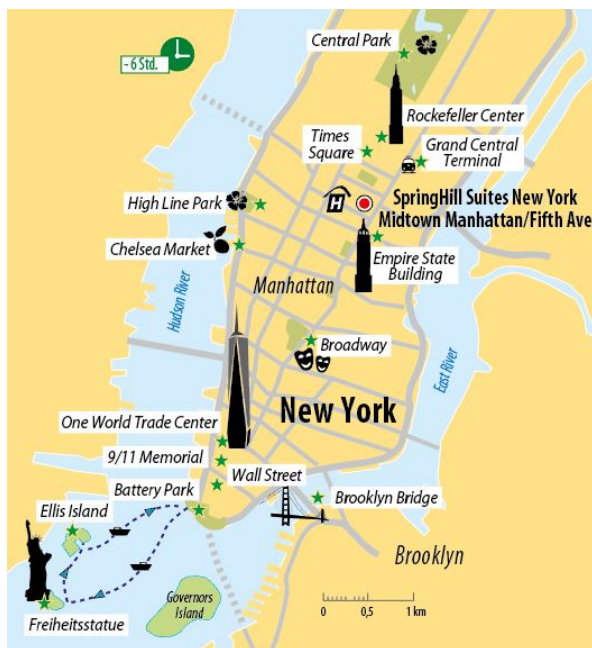 Central Park
- 6 Std.
Rockefeller Center
Times
Square
Grand Central
Terminal
H
SpringHill Suites New York
Midtown Manhattan/Fifth Ave
High Line Park
Chelsea Market
Empire State
Building
Manhattan
Hudson River
Broadway
East River
New York
One World Trade Center
9/11 Memorial
Wall Street
Battery Park
Brooklyn Bridge
Ellis Island
Brooklyn
Governors
Island
0 0,5 1 km
Freiheitsstatue